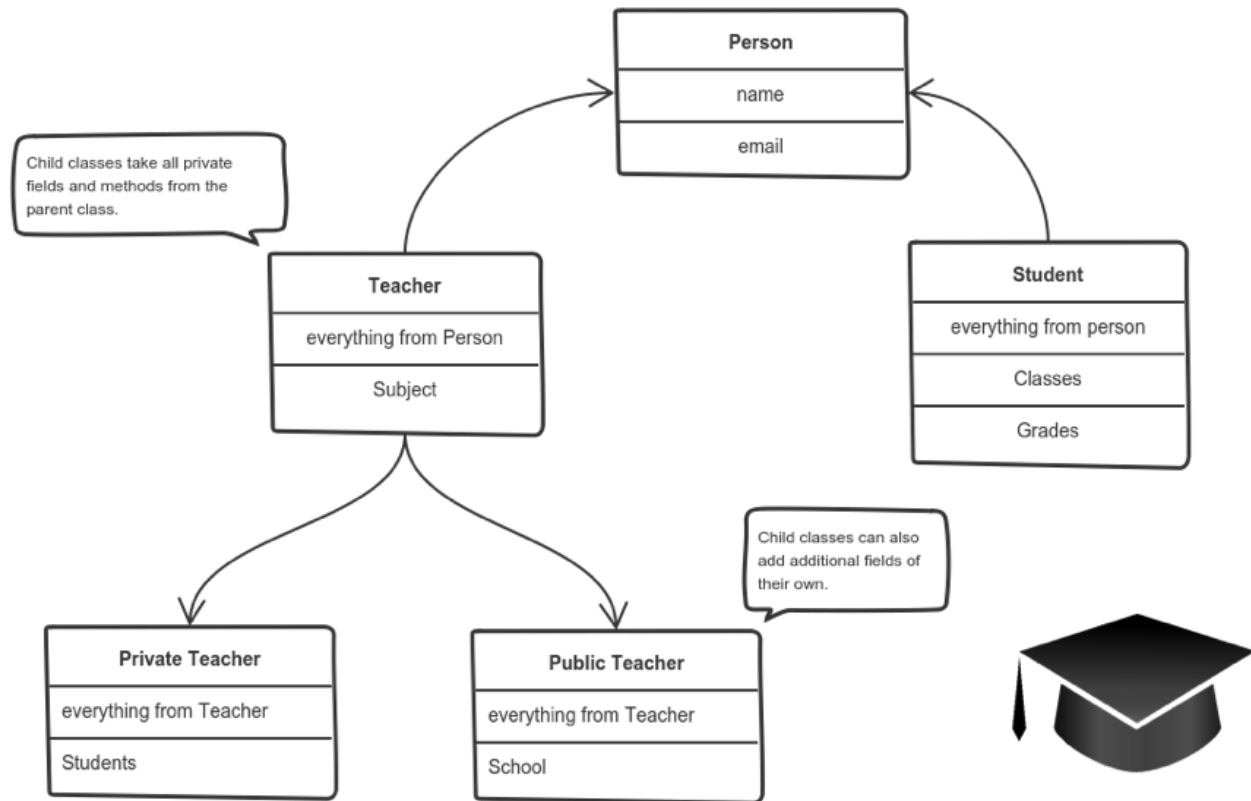 Person
name
email
Child classes take all private
fields and methods from the
parent class.
Teacher
everything from Person
Subject
Student
everything from person
Classes
Grades
Child classes can also
add additional fields of
their own.
Private Teacher
everything from Teacher
Students
Public Teacher
everything from Teacher
School